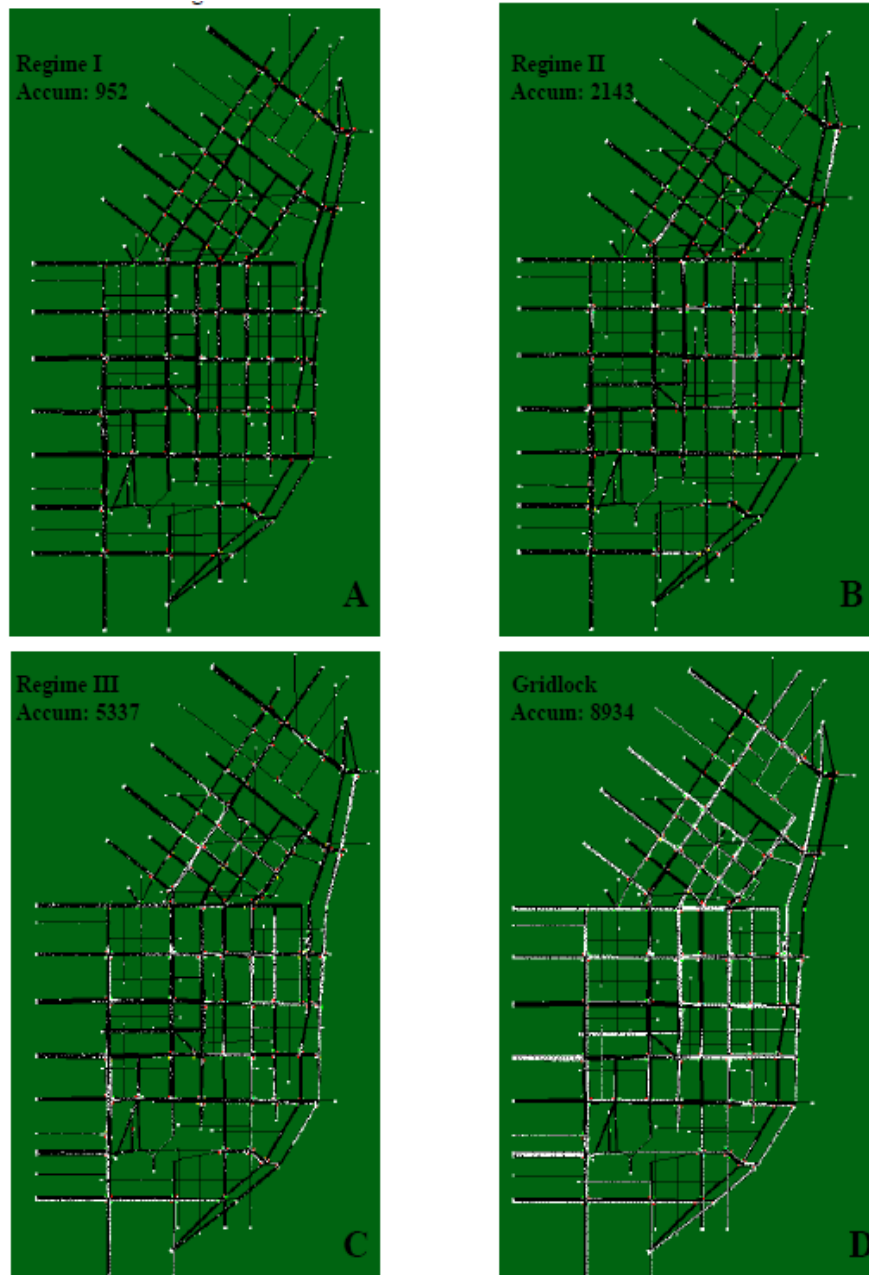 Regime I
Accum: 952
A
Regime II
Accum: 2143
B
Regime III
Accum: 5337
C
Gridlock
Accum: 8934
D